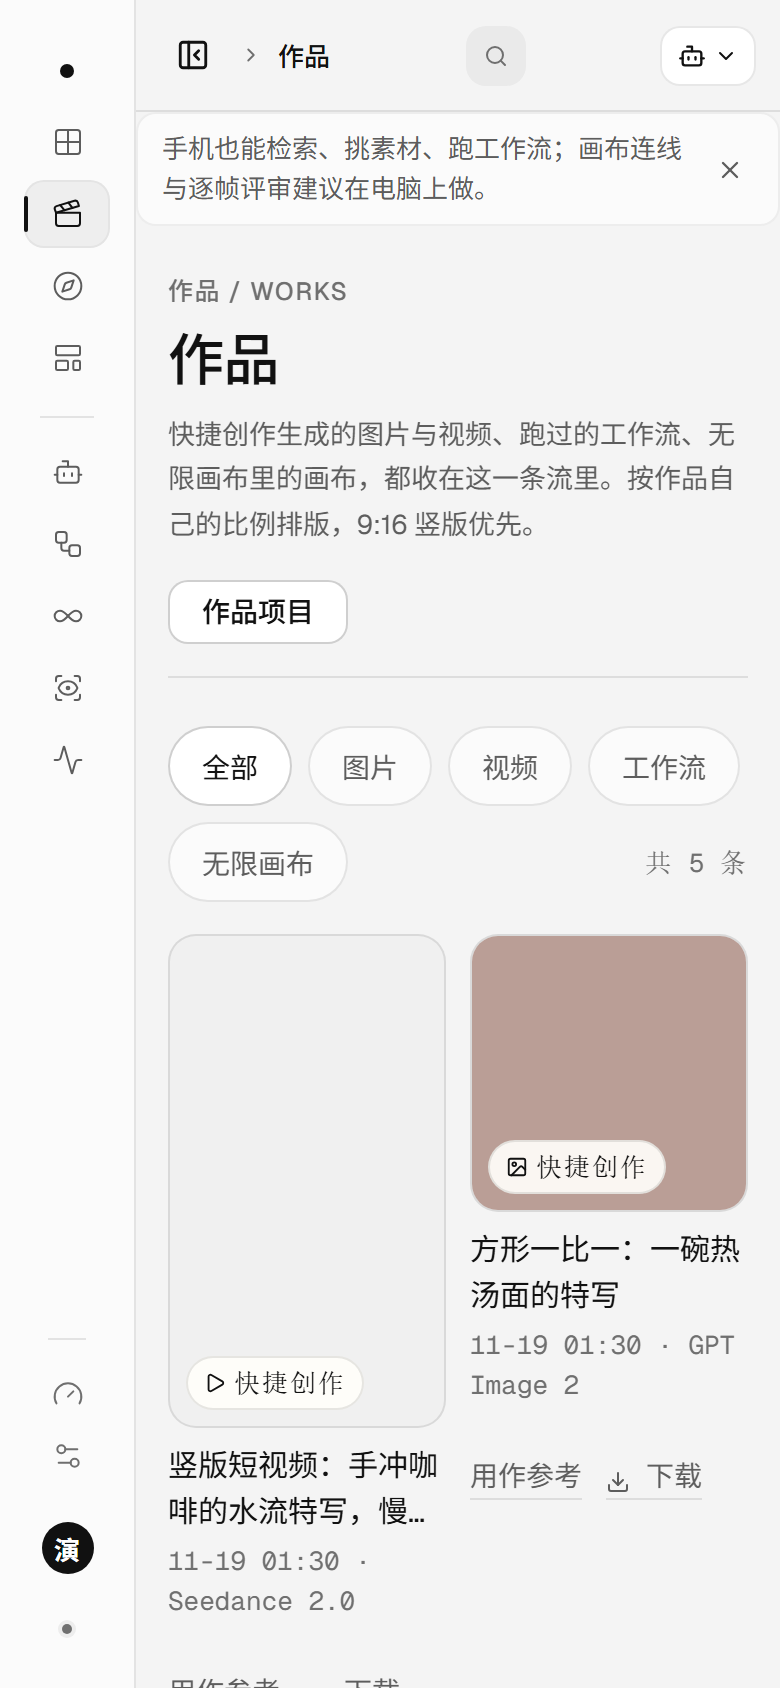 作品
手机也能检索、挑素材、跑工作流；画布连线
与逐帧评审建议在电脑上做。
作品 / WORKS
作品
快捷创作生成的图片与视频、跑过的工作流、无
限画布里的画布，都收在这一条流里。按作品自
己的比例排版，9:16 竖版优先。
作品项目
全部
图片
视频
工作流
无限画布
共 5 条
快捷创作
竖版短视频：手冲咖
啡的水流特写，慢…
11-19 01:30 ·
Seedance 2.0
用作参考
下载
快捷创作
方形一比一：一碗热
汤面的特写
11-19 01:30 · GPT
Image 2
用作参考
下载
演